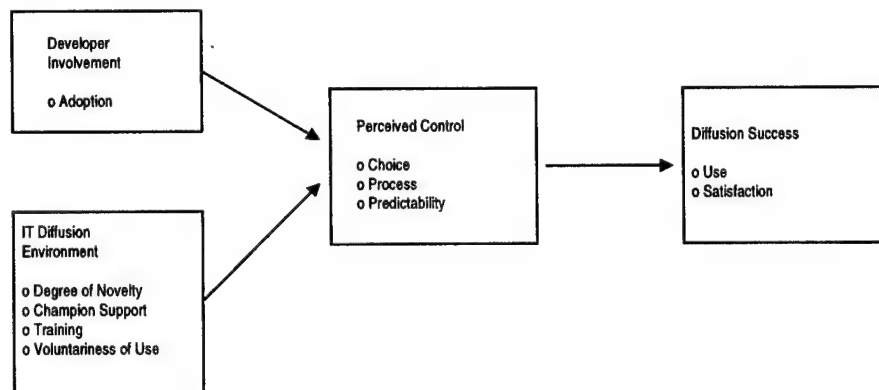 Developer
Involvement
o Adoption
IT Diffusion
Environment
o Degree of Novelty
o Champion Support
o Training
o Voluntariness of Use
Perceived Control
o Choice
o Process
o Predictability
Diffusion Success
o Use
o Satisfaction